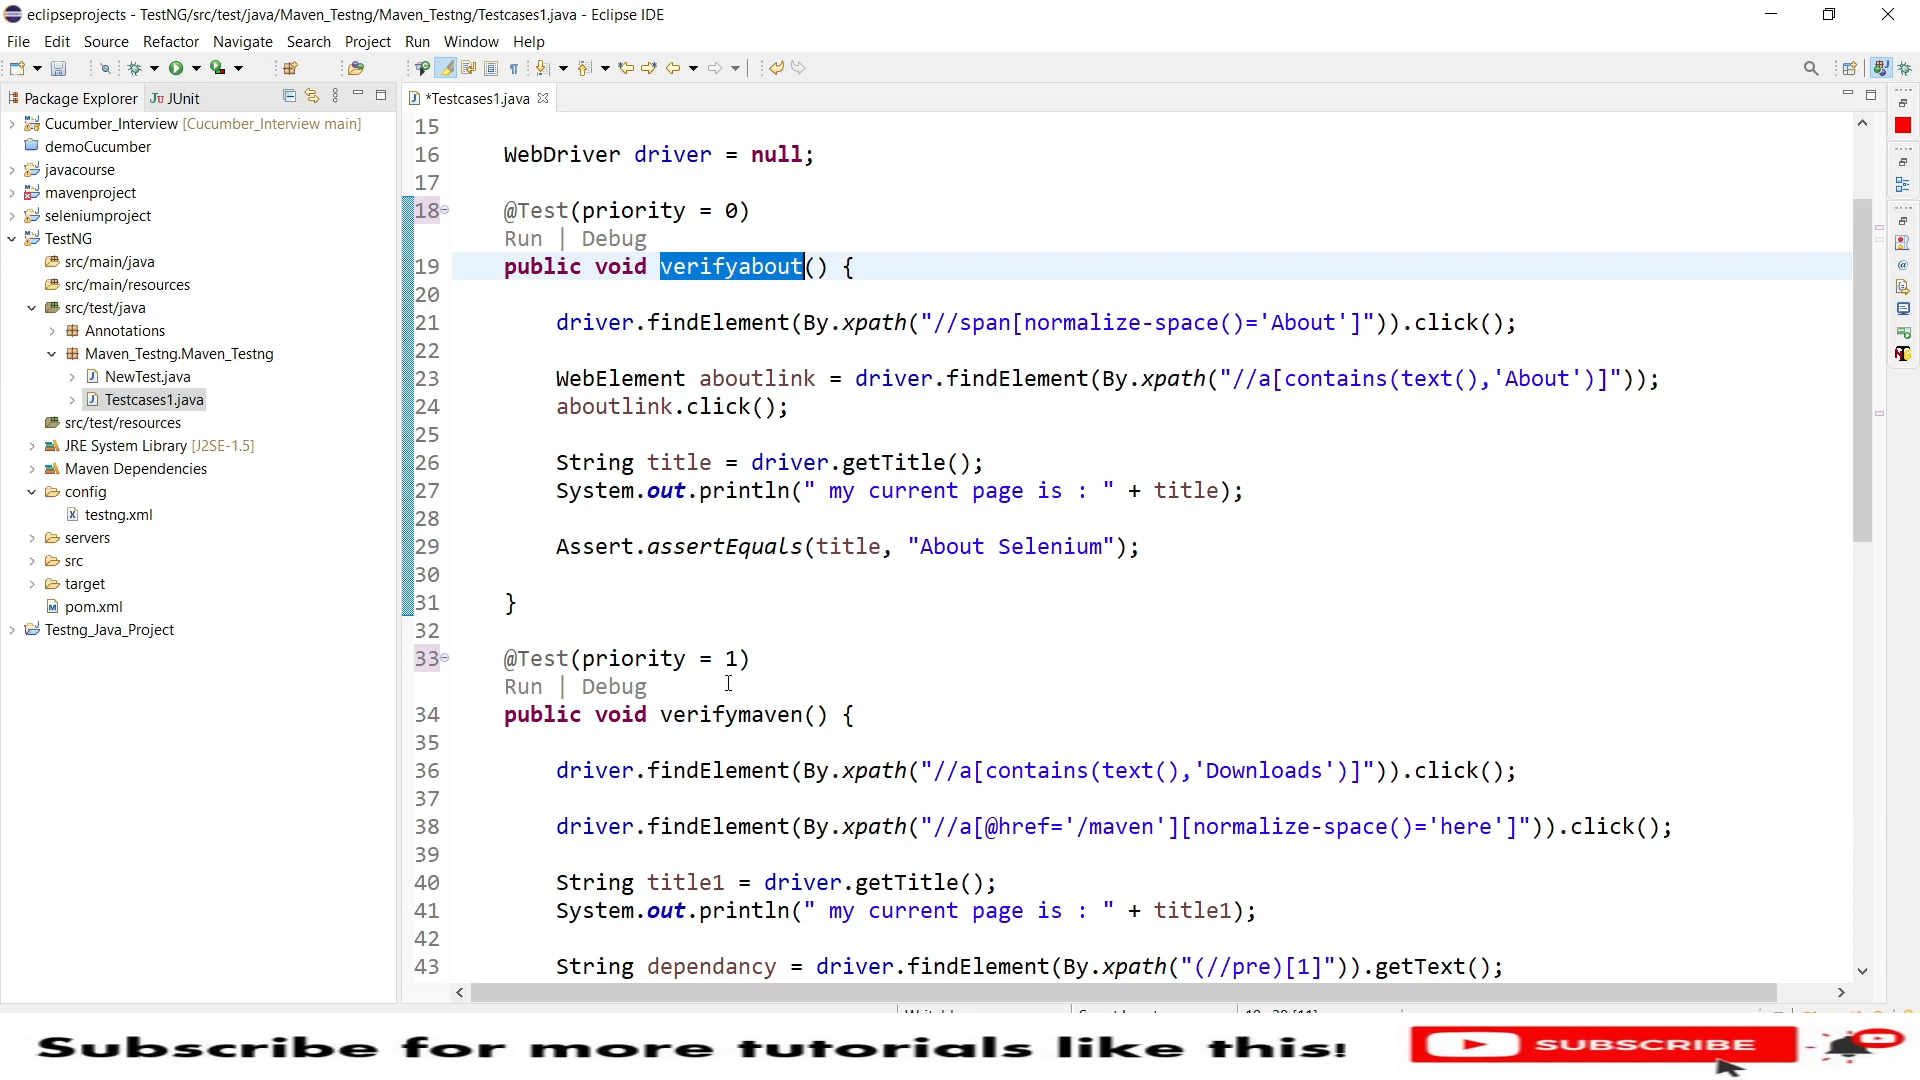 eclipseprojects - TestNG/src/test/java/Maven_Testng/Maven_Testng/Testcases1.java - Eclipse IDE
File Edit Source Refactor Navigate Search Project Run Window Help
Package Explorer JUnit
*Testcases1.java
Cucumber_Interview [Cucumber_Interview main]
demoCucumber
javacourse
mavenproject
seleniumproject
TestNG
src/main/java
src/main/resources
src/test/java
Annotations
Maven_Testng.Maven_Testng
NewTest.java
Testcases1.java
src/test/resources
JRE System Library [J2SE-1.5]
Maven Dependencies
config
testng.xml
servers
src
target
pom.xml
Testng_Java_Project
15
16 WebDriver driver = null;
17
18 @Test(priority = 0)
Run | Debug
19 public void verifyabout() {
20
21 driver.findElement(By.xpath("//span[normalize-space()='About']")).click();
22
23 WebElement aboutlink = driver.findElement(By.xpath("//a[contains(text(),'About')]"));
24 aboutlink.click();
25
26 String title = driver.getTitle();
27 System.out.println(" my current page is : " + title);
28
29 Assert.assertEquals(title, "About Selenium");
30
31 }
32
33 @Test(priority = 1)
Run | Debug
34 public void verifymaven() {
35
36 driver.findElement(By.xpath("//a[contains(text(),'Downloads')]")).click();
37
38 driver.findElement(By.xpath("//a[@href='/maven'][normalize-space()='here']")).click();
39
40 String title1 = driver.getTitle();
41 System.out.println(" my current page is : " + title1);
42
43 String dependancy = driver.findElement(By.xpath("(//pre)[1]")).getText();
Subscribe for more tutorials like this! SUBSCRIBE